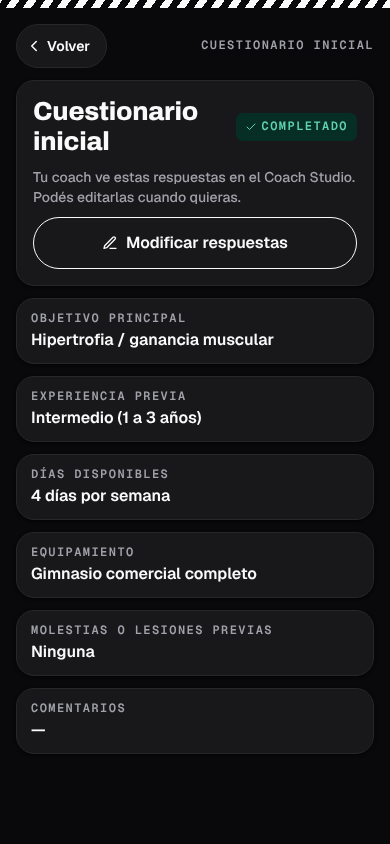 Volver
CUESTIONARIO INICIAL
Cuestionario
inicial
COMPLETADO
Tu coach ve estas respuestas en el Coach Studio.
Podés editarlas cuando quieras.
Modificar respuestas
OBJETIVO PRINCIPAL
Hipertrofia / ganancia muscular
EXPERIENCIA PREVIA
Intermedio (1 a 3 años)
DÍAS DISPONIBLES
4 días por semana
EQUIPAMIENTO
Gimnasio comercial completo
MOLESTIAS O LESIONES PREVIAS
Ninguna
COMENTARIOS
—